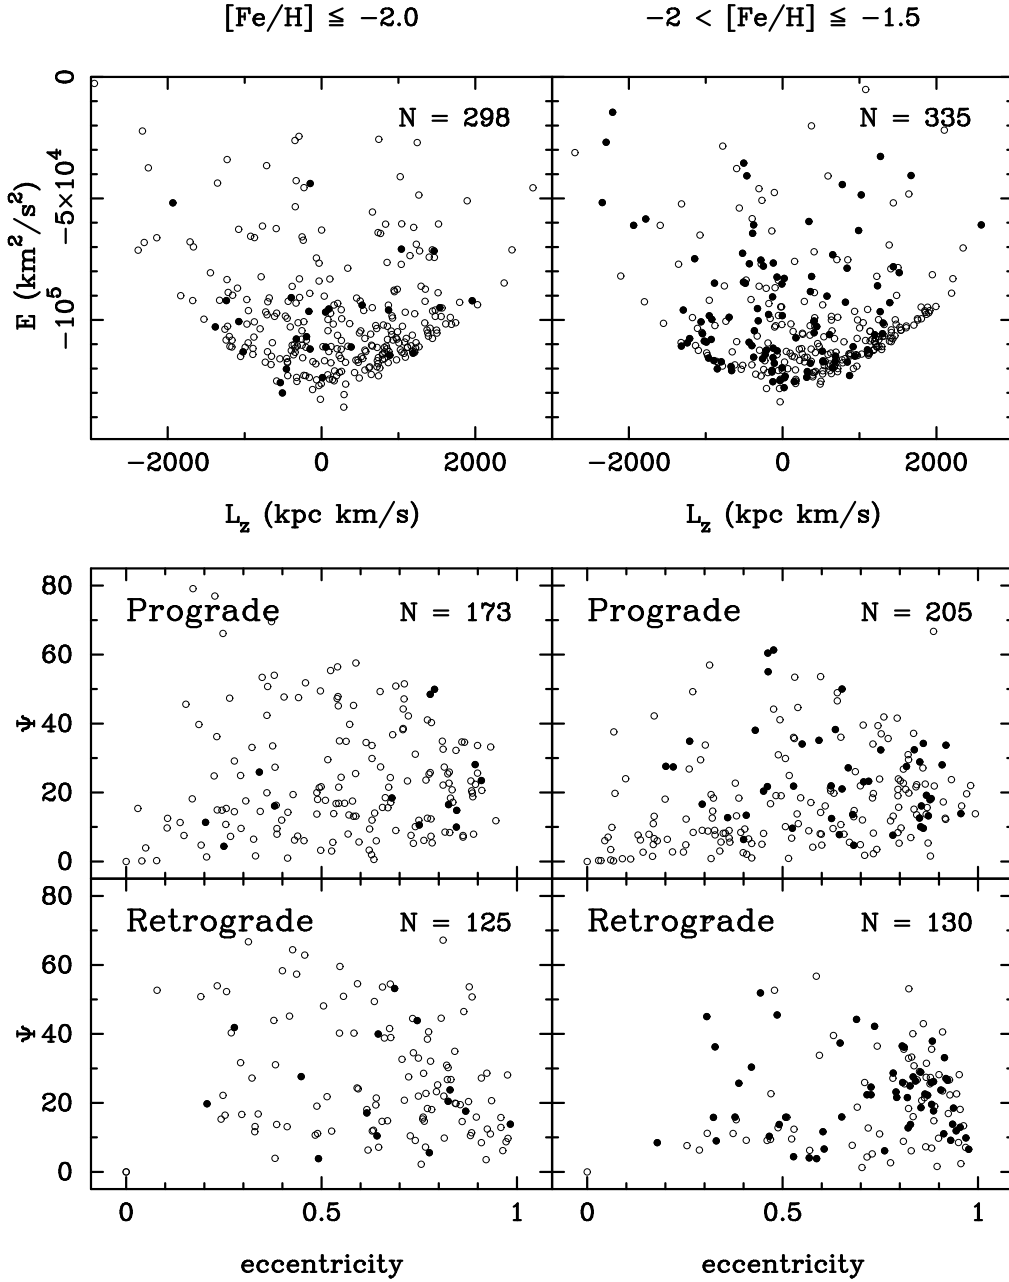 [Fe/H] ≦ −2.0
−2 < [Fe/H] ≦ −1.5
0
−5×10⁴
−10⁵
E (km²/s²)
N = 298
N = 335
−2000 0 2000
−2000 0 2000
L_z (kpc km/s)
L_z (kpc km/s)
80
60
40
20
0
Ψ
Prograde N = 173
Prograde N = 205
80
60
40
20
0
Ψ
Retrograde N = 125
Retrograde N = 130
0 0.5 1
0 0.5 1
eccentricity
eccentricity